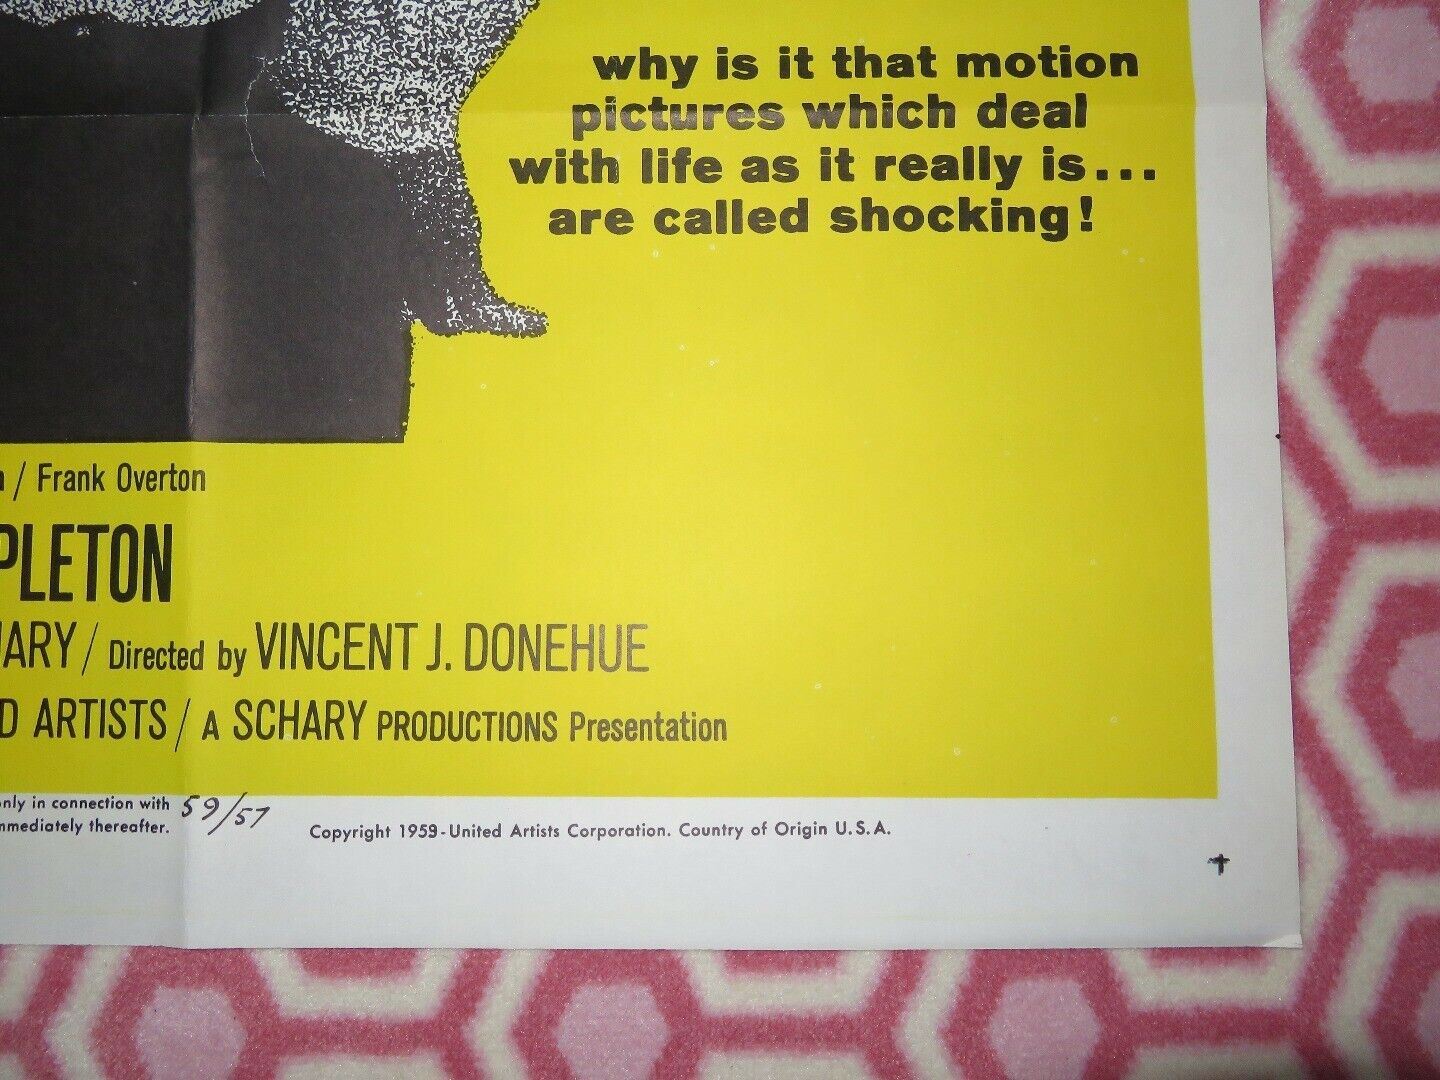 why is it that motion
pictures which deal
with life as it really is...
are called shocking!
/ Frank Overton
PLETON
HARY / Directed by VINCENT J. DONEHUE
D ARTISTS / A SCHARY PRODUCTIONS Presentation
only in connection with 59/57
mmediately thereafter.
Copyright 1959-United Artists Corporation. Country of Origin U.S.A.